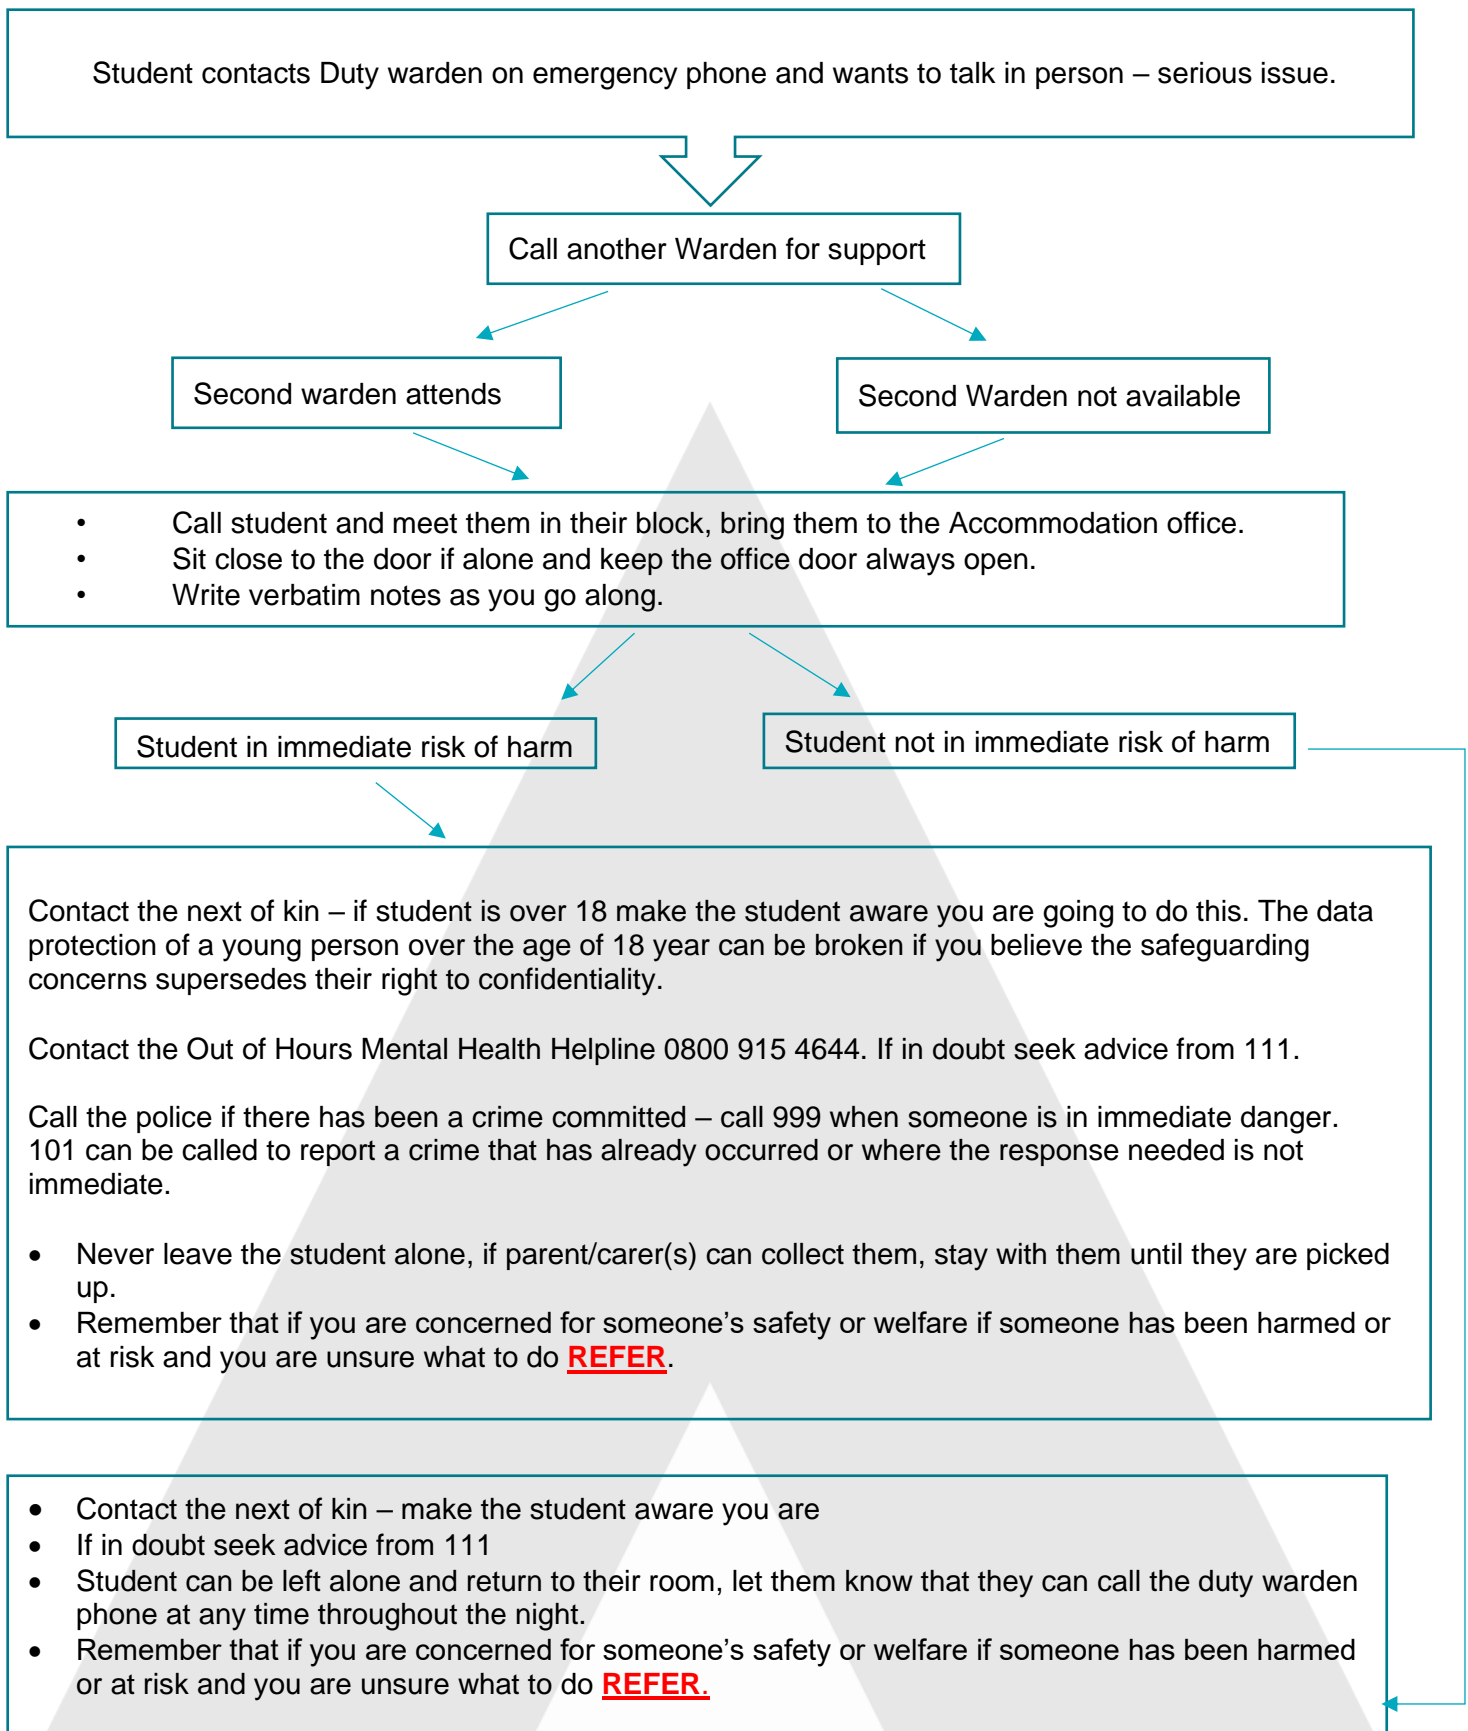 Student contacts Duty warden on emergency phone and wants to talk in person – serious issue.
Call another Warden for support
Second warden attends
Second Warden not available
• Call student and meet them in their block, bring them to the Accommodation office.
• Sit close to the door if alone and keep the office door always open.
• Write verbatim notes as you go along.
Student in immediate risk of harm
Student not in immediate risk of harm
Contact the next of kin – if student is over 18 make the student aware you are going to do this. The data
protection of a young person over the age of 18 year can be broken if you believe the safeguarding
concerns supersedes their right to confidentiality.
Contact the Out of Hours Mental Health Helpline 0800 915 4644. If in doubt seek advice from 111.
Call the police if there has been a crime committed – call 999 when someone is in immediate danger.
101 can be called to report a crime that has already occurred or where the response needed is not
immediate.
• Never leave the student alone, if parent/carer(s) can collect them, stay with them until they are picked
up.
• Remember that if you are concerned for someone’s safety or welfare if someone has been harmed or
at risk and you are unsure what to do REFER.
• Contact the next of kin – make the student aware you are
• If in doubt seek advice from 111
• Student can be left alone and return to their room, let them know that they can call the duty warden
phone at any time throughout the night.
• Remember that if you are concerned for someone’s safety or welfare if someone has been harmed
or at risk and you are unsure what to do REFER.